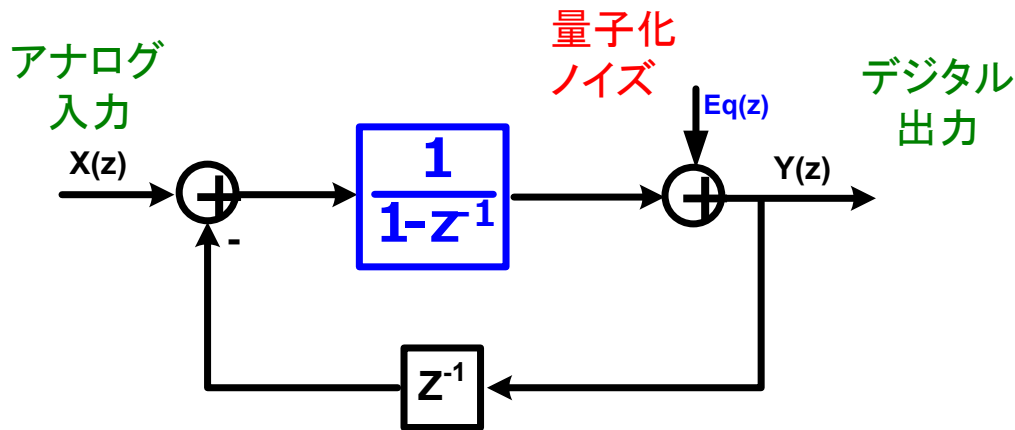 アナログ
入力
量子化
ノイズ
デジタル
出力
X(z)
Eq(z)
Y(z)
+
-
1
1-z⁻¹
+
Z⁻¹